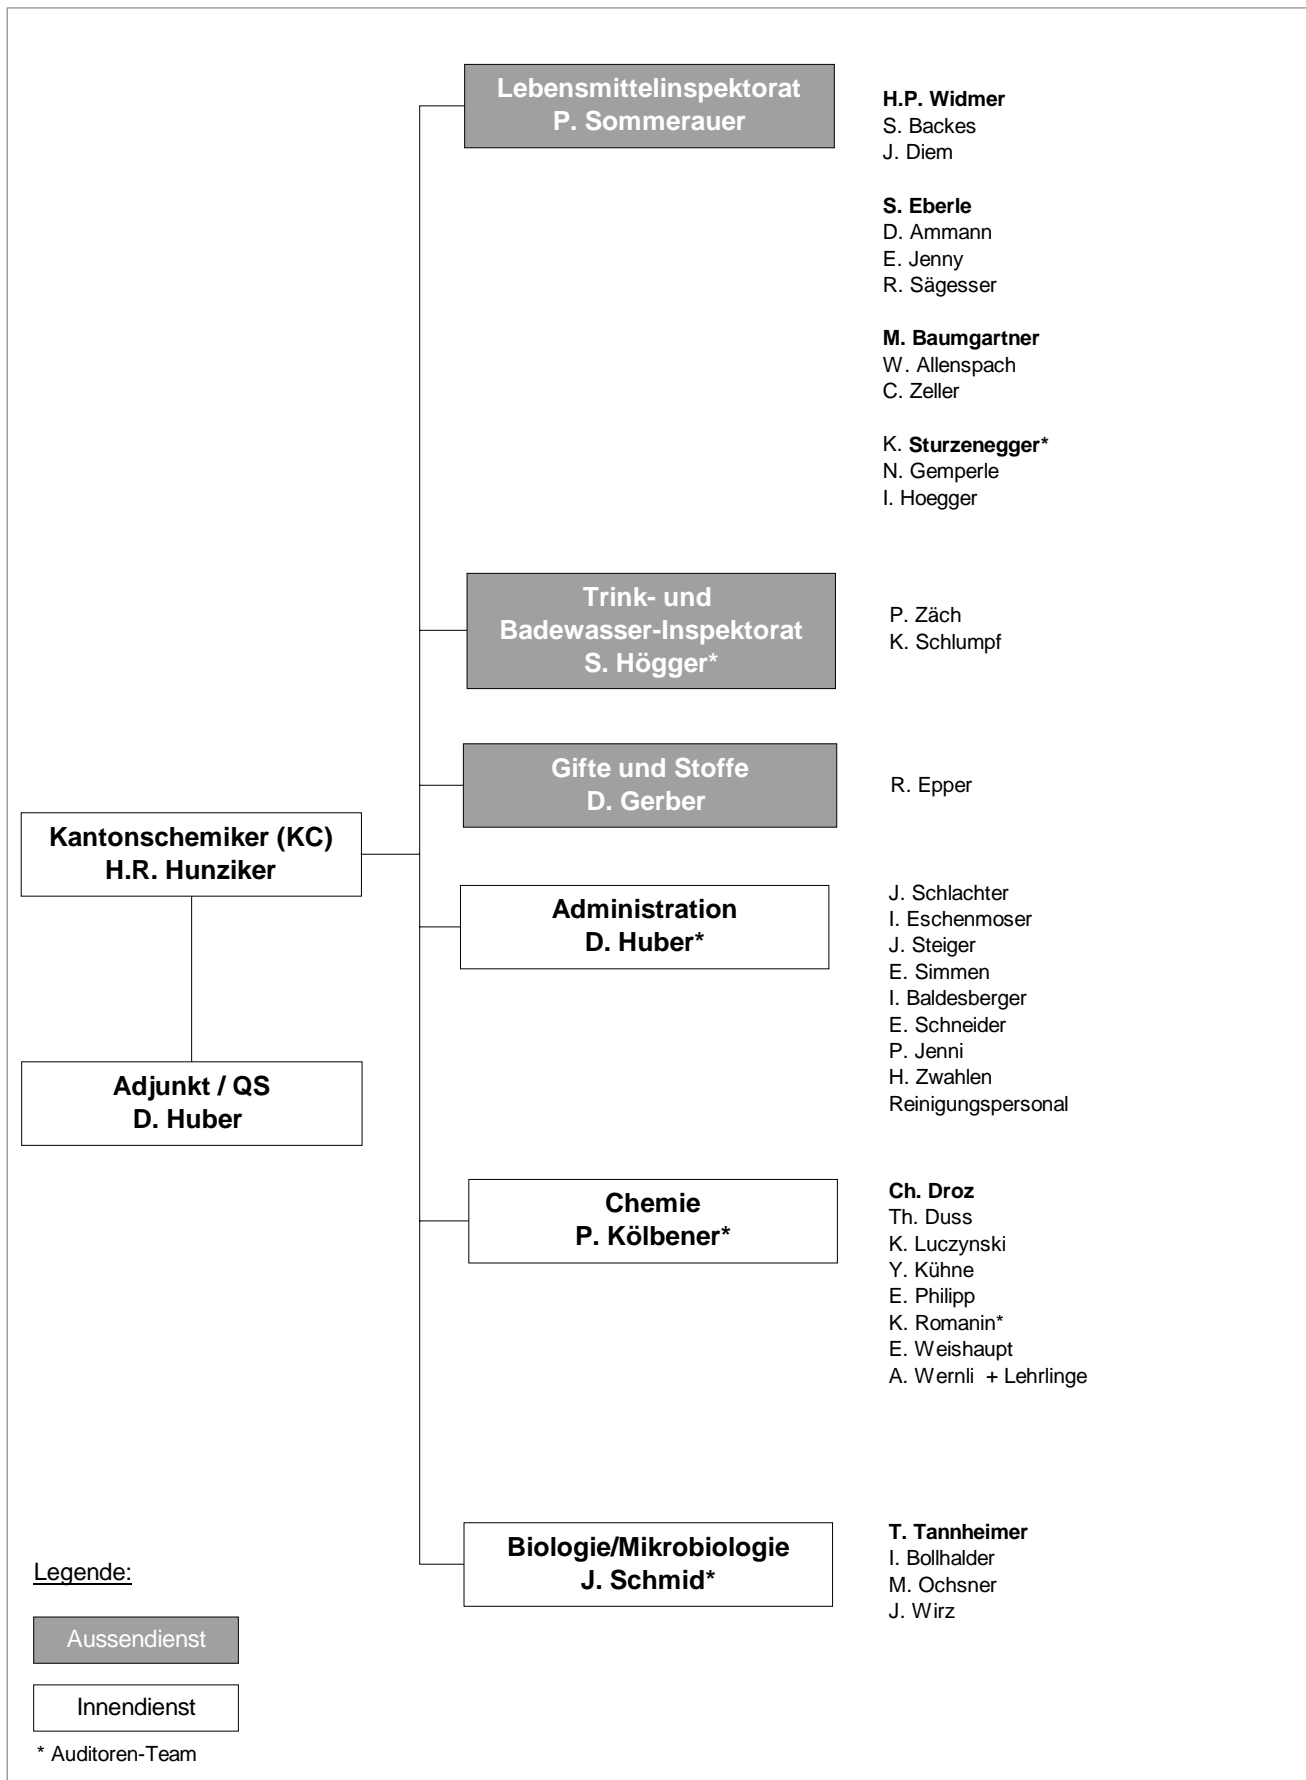 Lebensmittelinspektorat
P. Sommerauer
H.P. Widmer
S. Backes
J. Diem
S. Eberle
D. Ammann
E. Jenny
R. Sägesser
M. Baumgartner
W. Allenspach
C. Zeller
K. Sturzenegger*
N. Gemperle
I. Hoegger
Trink- und
Badewasser-Inspektorat
S. Högger*
P. Zäch
K. Schlumpf
Gifte und Stoffe
D. Gerber
R. Epper
Kantonschemiker (KC)
H.R. Hunziker
Adjunkt / QS
D. Huber
Administration
D. Huber*
J. Schlachter
I. Eschenmoser
J. Steiger
E. Simmen
I. Baldesberger
E. Schneider
P. Jenni
H. Zwahlen
Reinigungspersonal
Chemie
P. Kölbener*
Ch. Droz
Th. Duss
K. Luczynski
Y. Kühne
E. Philipp
K. Romanin*
E. Weishaupt
A. Wernli + Lehrlinge
Biologie/Mikrobiologie
J. Schmid*
T. Tannheimer
I. Bollhalder
M. Ochsner
J. Wirz
Legende:
Aussendienst
Innendienst
* Auditoren-Team